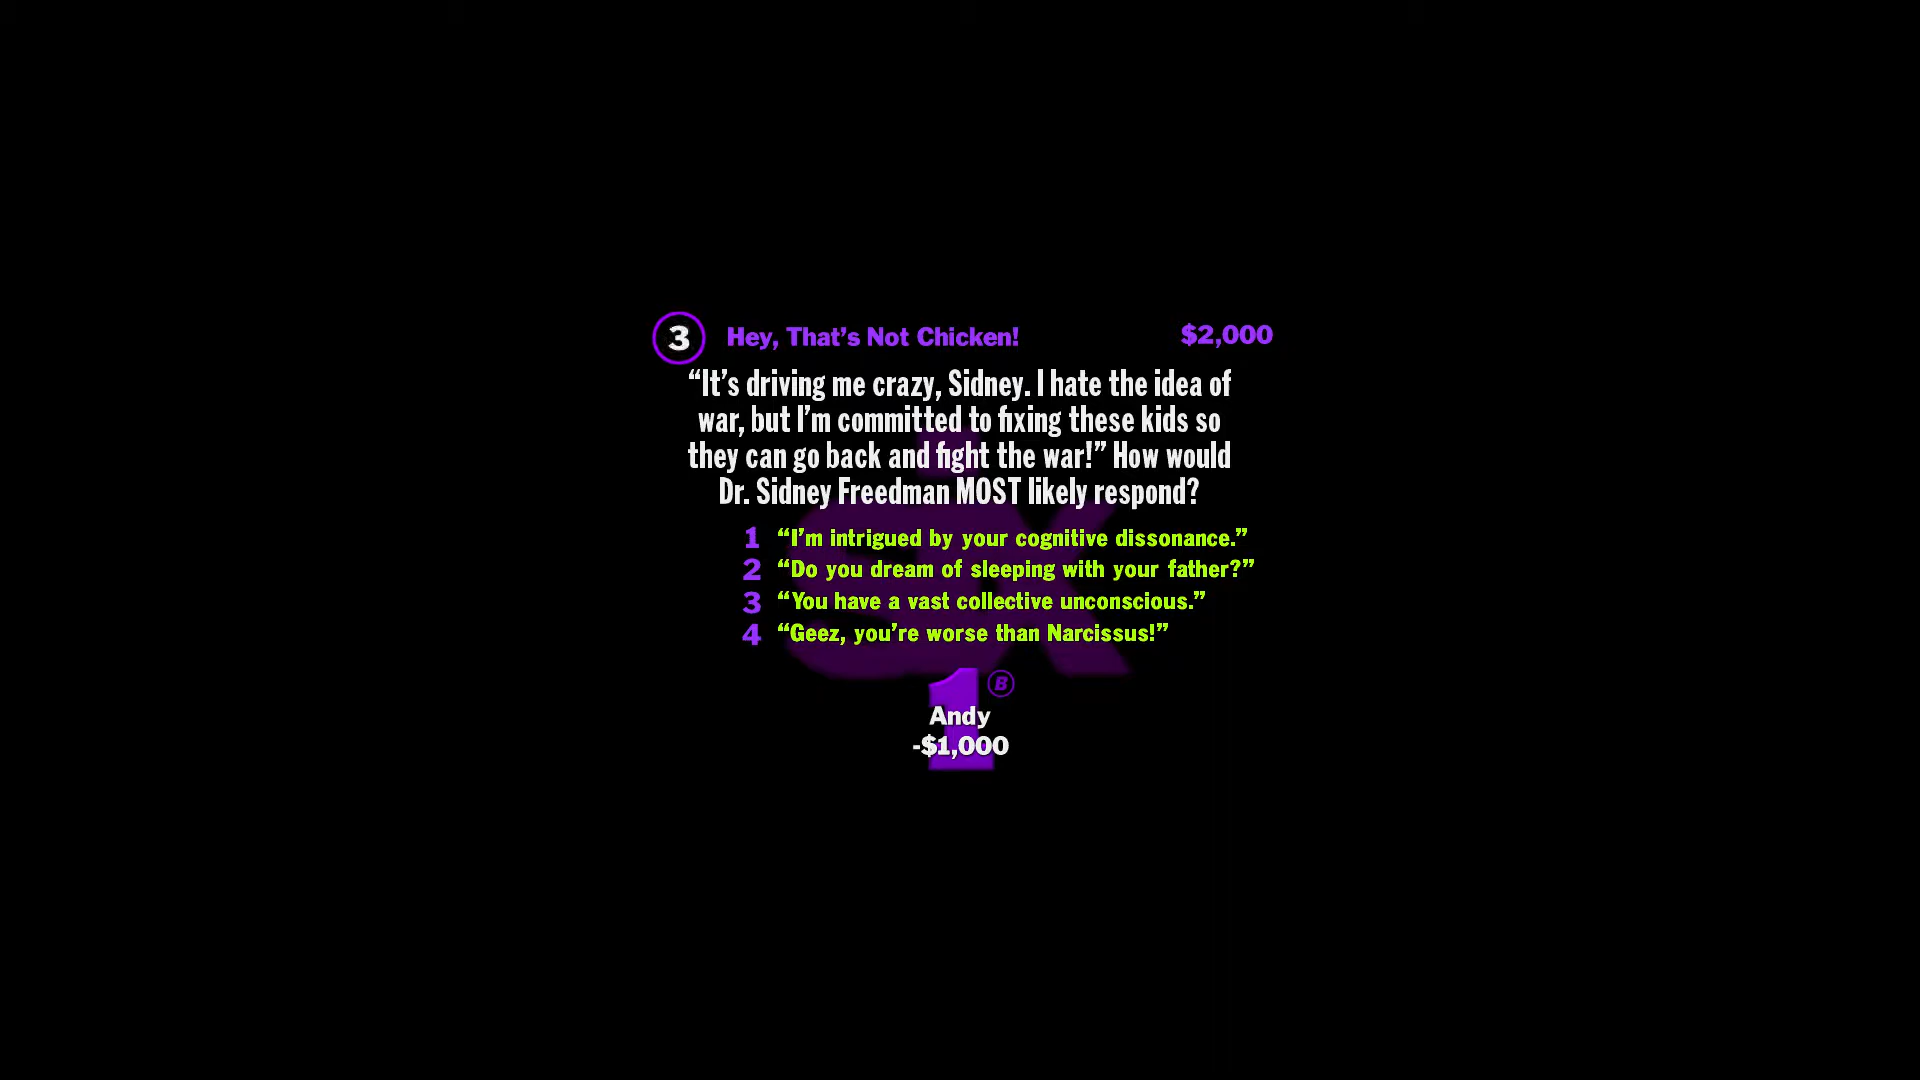 3 Hey, That's Not Chicken! $2,000
“It's driving me crazy, Sidney. I hate the idea of
war, but I'm committed to fixing these kids so
they can go back and fight the war!” How would
Dr. Sidney Freedman MOST likely respond?
1 “I'm intrigued by your cognitive dissonance.”
2 “Do you dream of sleeping with your father?”
3 “You have a vast collective unconscious.”
4 “Geez, you're worse than Narcissus!”
six
1 B
Andy
-$1,000